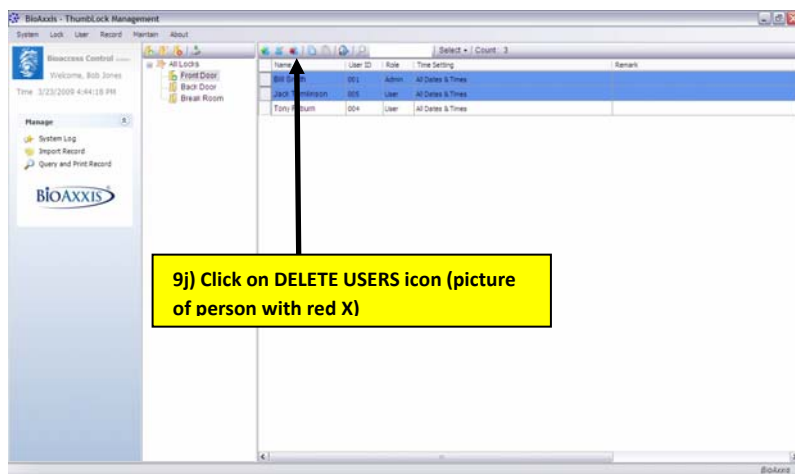 BioAxxis - ThumbLock Management
System Lock User Record Maintain About
Bioaccess Control
Welcome, Bob Jones
Time 3/23/2009 4:44:18 PM
Manage
System Log
Import Record
Query and Print Record
BIOAXXIS
All Locks
Front Door
Back Door
Break Room
Select Count: 3
Name User ID Role Time Setting Remark
Bill Smith 001 Admin All Dates & Times
Jack Tomlinson 005 User All Dates & Times
Tony 004 User All Dates & Times
9j) Click on DELETE USERS icon (picture
of person with red X)
BioAxxis